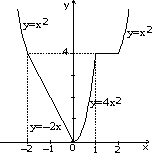 y
y=x²
y=x²
4
y=4x²
y=-2x
-2 -1 0 1 2 x